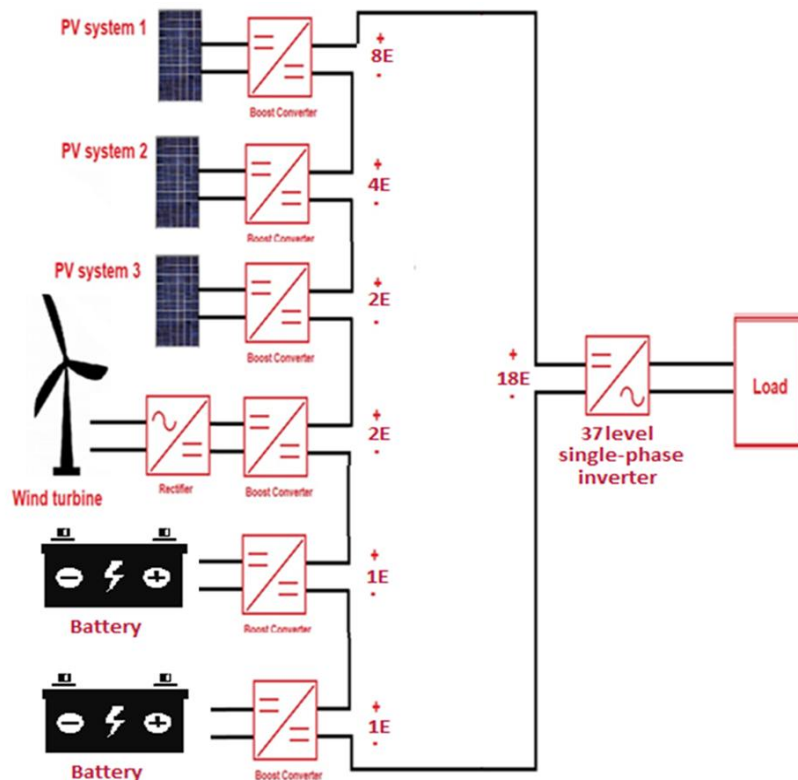 PV system 1
+
8E
-
Boost Converter
PV system 2
+
4E
-
Boost Converter
PV system 3
+
2E
-
Boost Converter
+
18E
-
Load
37level
single-phase
inverter
+
2E
-
Wind turbine
Rectifier
Boost Converter
+
1E
-
Battery
Boost Converter
+
1E
-
Battery
Boost Converter